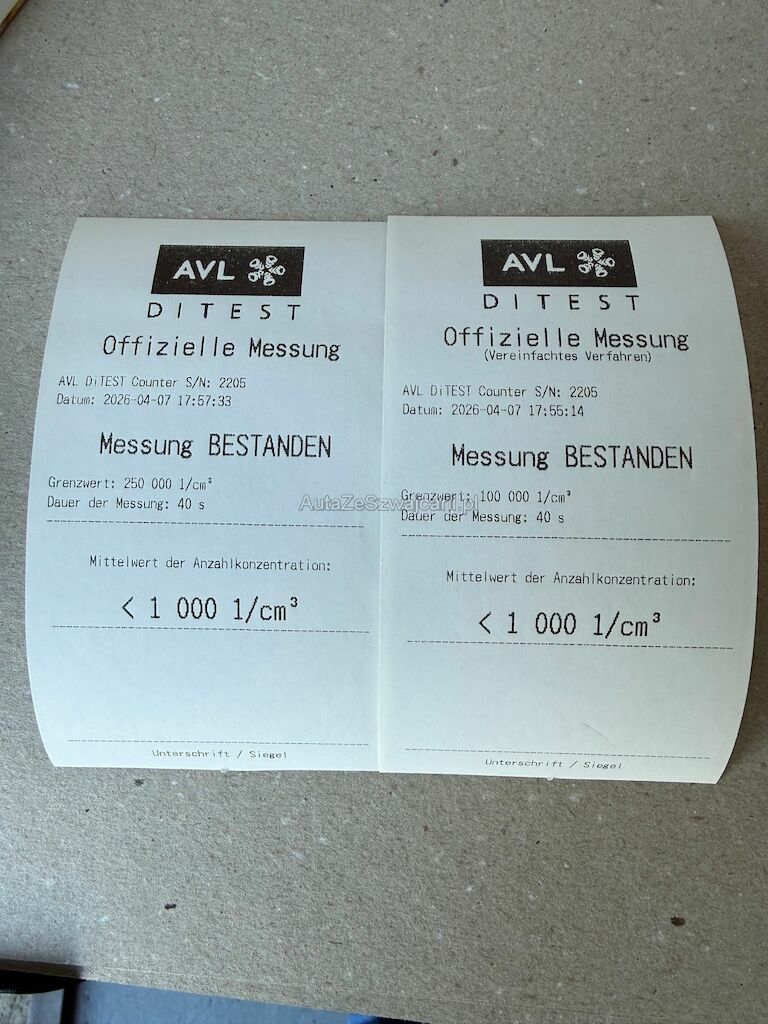 AVL
DITEST
Offizielle Messung
AVL DiTEST Counter S/N: 2205
Datum: 2026-04-07 17:57:33
Messung BESTANDEN
Grenzwert: 250 000 1/cm³
Dauer der Messung: 40 s
Mittelwert der Anzahlkonzentration:
< 1 000 1/cm³
Unterschrift / Siegel
AVL
DITEST
Offizielle Messung
(Vereinfachtes Verfahren)
AVL DiTEST Counter S/N: 2205
Datum: 2026-04-07 17:55:14
Messung BESTANDEN
Grenzwert: 100 000 1/cm³
Dauer der Messung: 40 s
Mittelwert der Anzahlkonzentration:
< 1 000 1/cm³
Unterschrift / Siegel
AutaZeSzwajcarii.pl